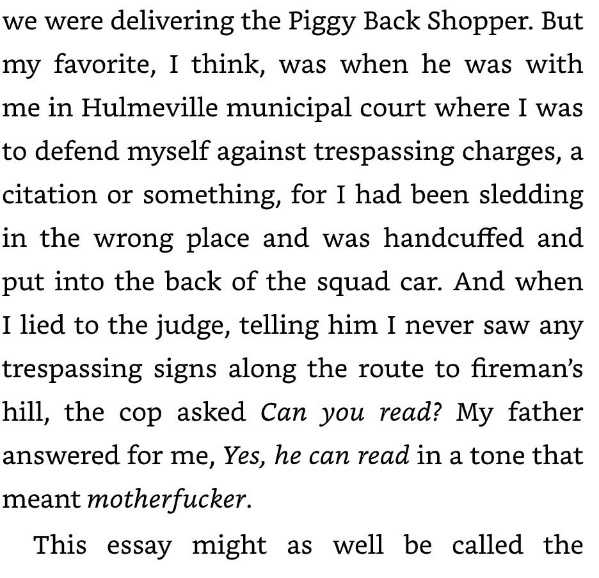 we were delivering the Piggy Back Shopper. But
my favorite, I think, was when he was with
me in Hulmeville municipal court where I was
to defend myself against trespassing charges, a
citation or something, for I had been sledding
in the wrong place and was handcuffed and
put into the back of the squad car. And when
I lied to the judge, telling him I never saw any
trespassing signs along the route to fireman’s
hill, the cop asked Can you read? My father
answered for me, Yes, he can read in a tone that
meant motherfucker.
This essay might as well be called the